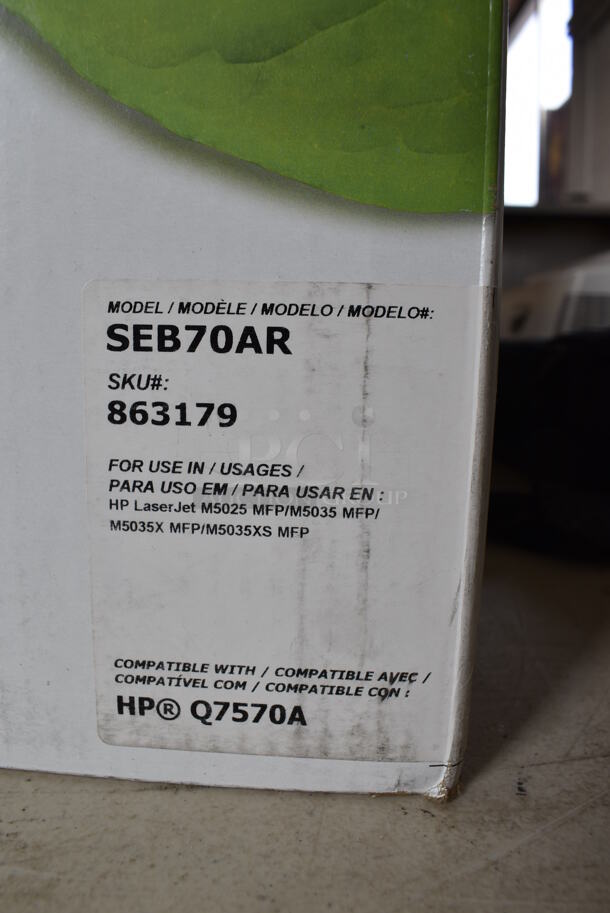 MODEL / MODÈLE / MODELO / MODELO#:
SEB70AR
SKU#:
863179
FOR USE IN / USAGES /
PARA USO EM / PARA USAR EN :
HP LaserJet M5025 MFP/M5035 MFP/
M5035X MFP/M5035XS MFP
COMPATIBLE WITH / COMPATIBLE AVEC /
COMPATÍVEL COM / COMPATIBLE CON :
HP® Q7570A